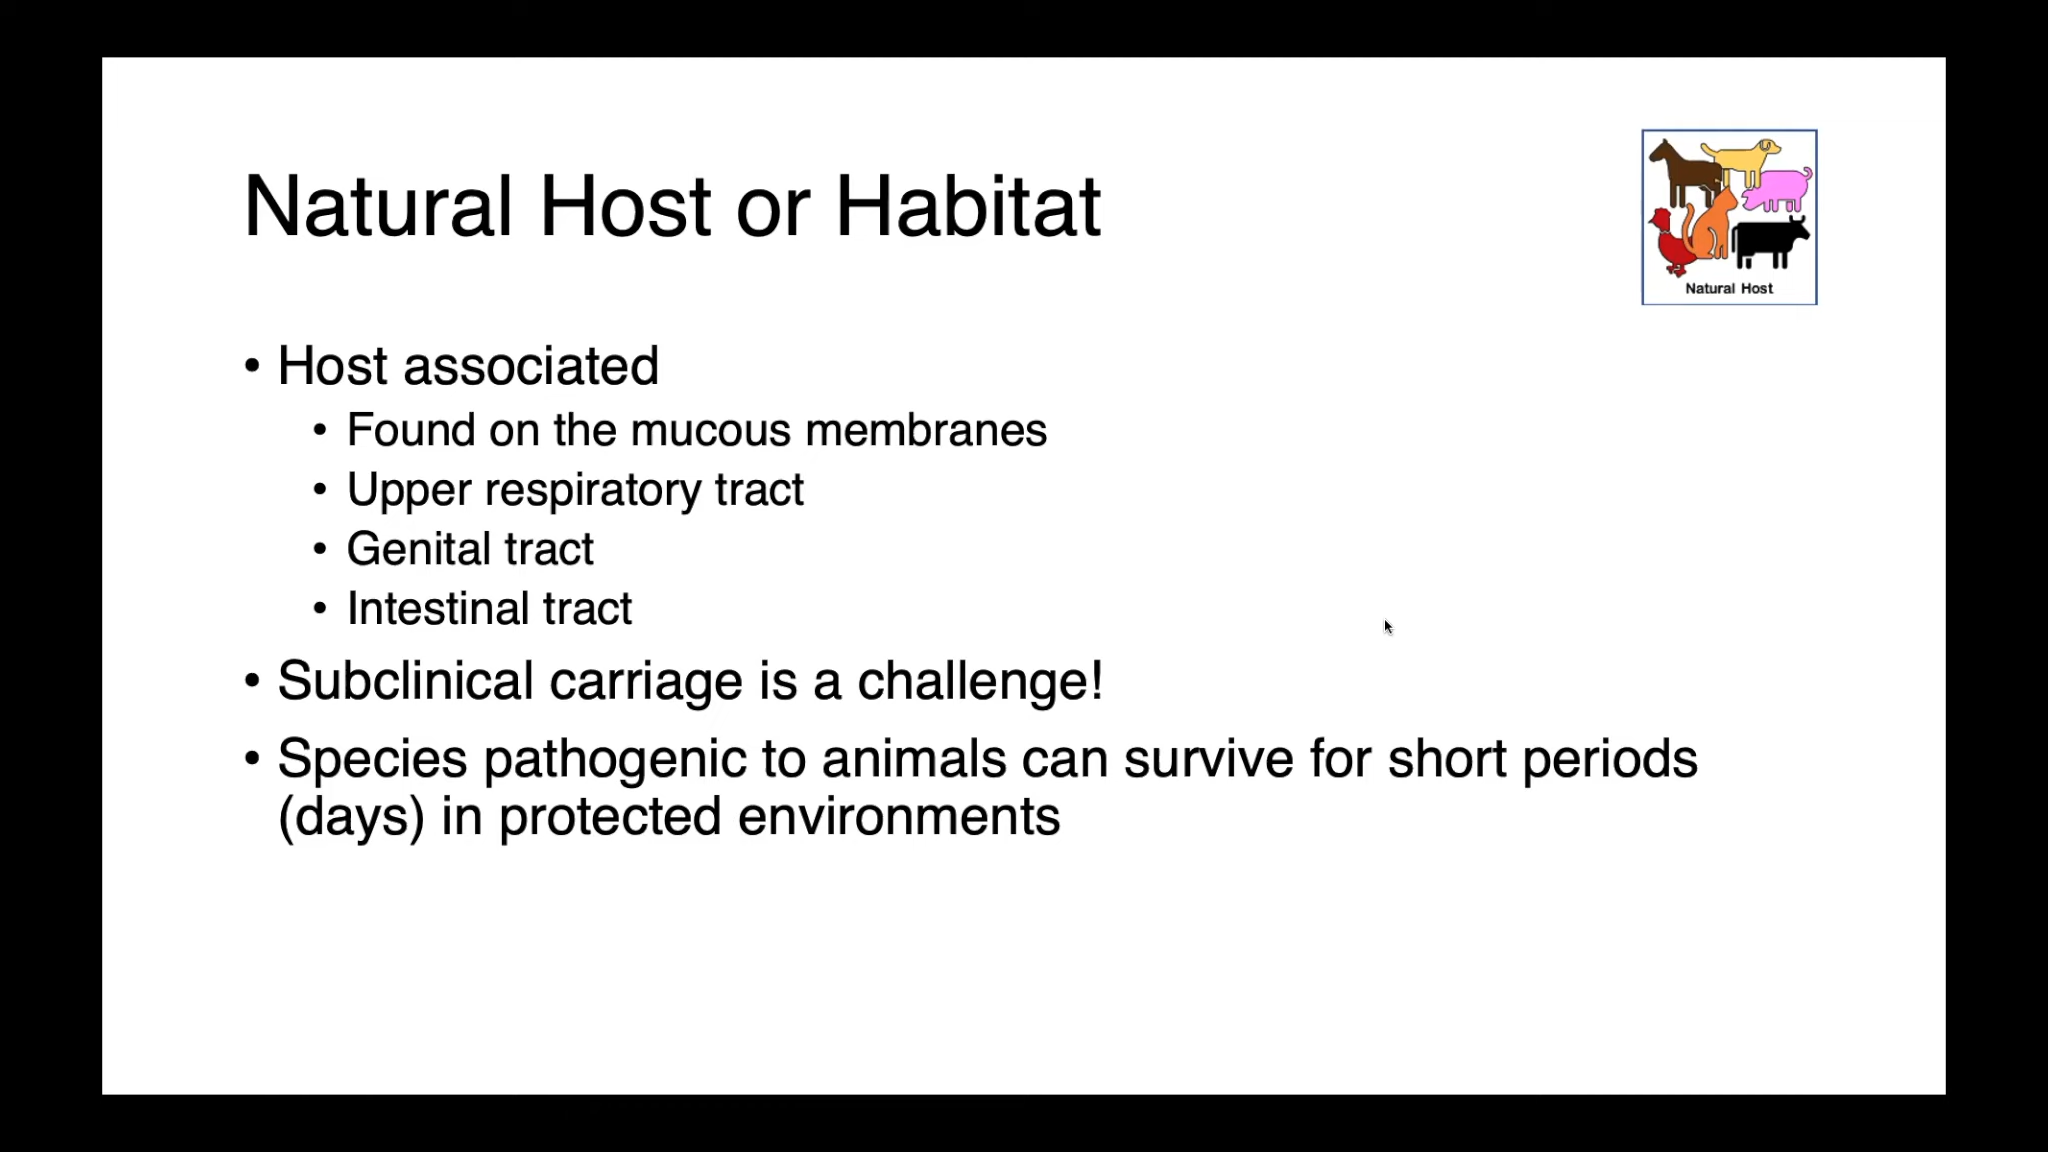 Natural Host or Habitat
Natural Host
• Host associated
• Found on the mucous membranes
• Upper respiratory tract
• Genital tract
• Intestinal tract
• Subclinical carriage is a challenge!
• Species pathogenic to animals can survive for short periods
(days) in protected environments